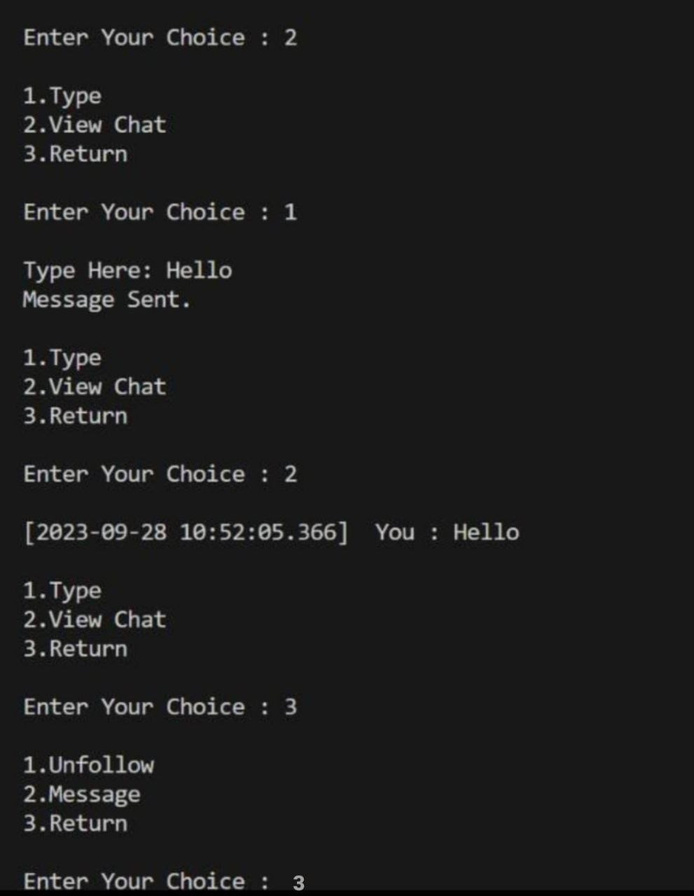 Enter Your Choice : 2
1.Type
2.View Chat
3.Return
Enter Your Choice : 1
Type Here: Hello
Message Sent.
1.Type
2.View Chat
3.Return
Enter Your Choice : 2
[2023-09-28 10:52:05.366]  You : Hello
1.Type
2.View Chat
3.Return
Enter Your Choice : 3
1.Unfollow
2.Message
3.Return
Enter Your Choice :  3